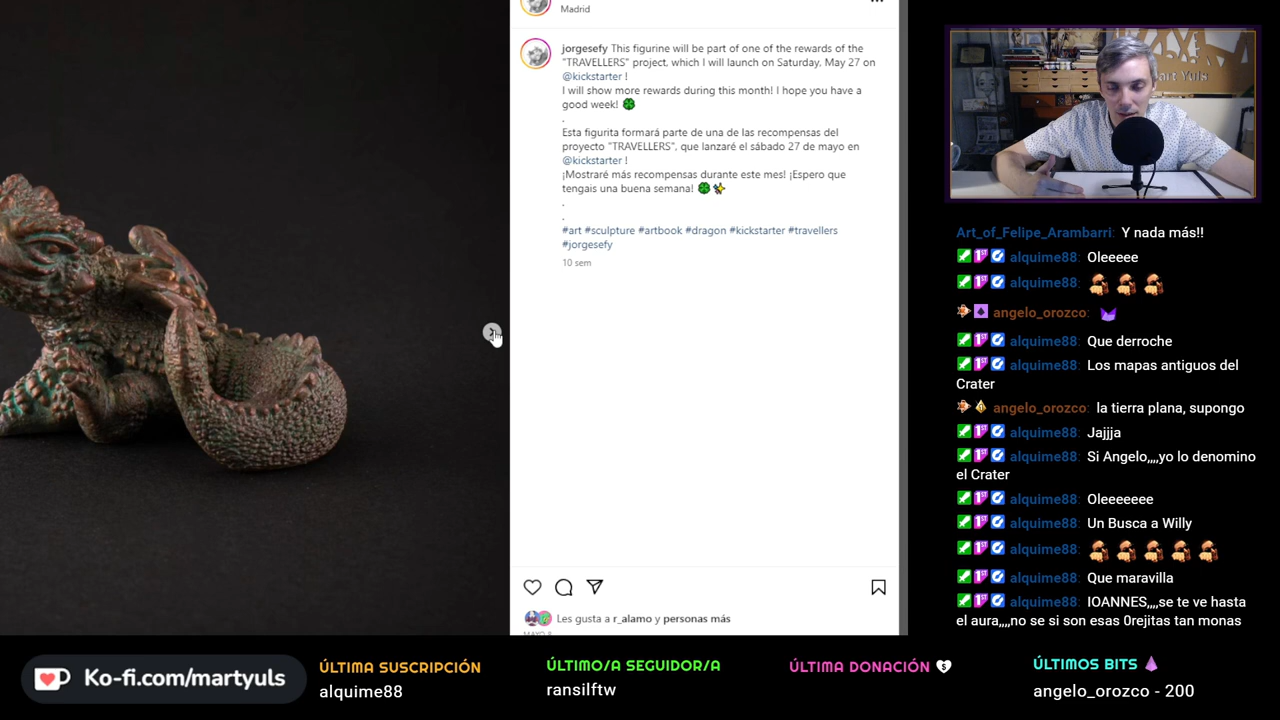 Madrid
jorgesefy This figurine will be part of one of the rewards of the
"TRAVELLERS" project, which I will launch on Saturday, May 27 on
@kickstarter !
I will show more rewards during this month! I hope you have a
good week!
.
Esta figurita formará parte de una de las recompensas del
proyecto "TRAVELLERS", que lanzaré el sábado 27 de mayo en
@kickstarter !
¡Mostraré más recompensas durante este mes! ¡Espero que
tengais una buena semana!
.
.
#art #sculpture #artbook #dragon #kickstarter #travellers
#jorgesefy
10 sem
Les gusta a r_alamo y personas más
Art_of_Felipe_Arambarri: Y nada más!!
alquime88: Oleeeee
alquime88:
angelo_orozco:
alquime88: Que derroche
alquime88: Los mapas antiguos del
Crater
angelo_orozco: la tierra plana, supongo
alquime88: Jajjja
alquime88: Si Angelo,,,,yo lo denomino
el Crater
alquime88: Oleeeeeee
alquime88: Un Busca a Willy
alquime88:
alquime88: Que maravilla
alquime88: IOANNES,,,,se te ve hasta
el aura,,,,no se si son esas 0rejitas tan monas
Ko-fi.com/martyuls
ÚLTIMA SUSCRIPCIÓN
alquime88
ÚLTIMO/A SEGUIDOR/A
ransilftw
ÚLTIMA DONACIÓN
ÚLTIMOS BITS
angelo_orozco - 200